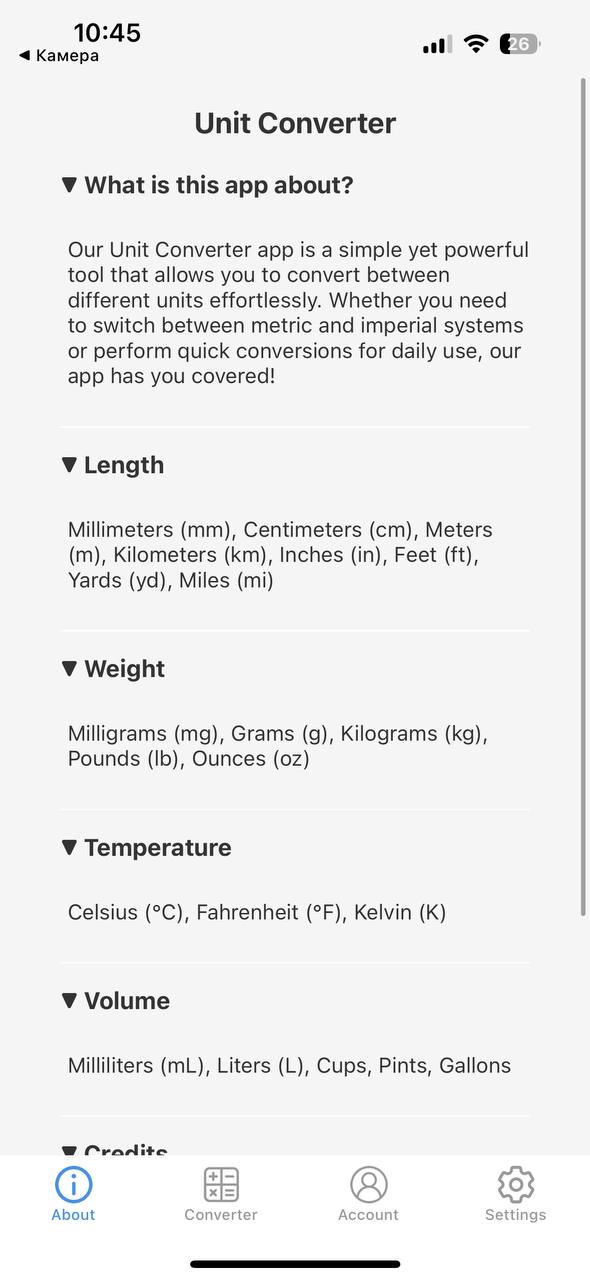 10:45
◀ Камера
26
Unit Converter
▼ What is this app about?
Our Unit Converter app is a simple yet powerful
tool that allows you to convert between
different units effortlessly. Whether you need
to switch between metric and imperial systems
or perform quick conversions for daily use, our
app has you covered!
▼ Length
Millimeters (mm), Centimeters (cm), Meters
(m), Kilometers (km), Inches (in), Feet (ft),
Yards (yd), Miles (mi)
▼ Weight
Milligrams (mg), Grams (g), Kilograms (kg),
Pounds (lb), Ounces (oz)
▼ Temperature
Celsius (°C), Fahrenheit (°F), Kelvin (K)
▼ Volume
Milliliters (mL), Liters (L), Cups, Pints, Gallons
▼ Credits
About
Converter
Account
Settings